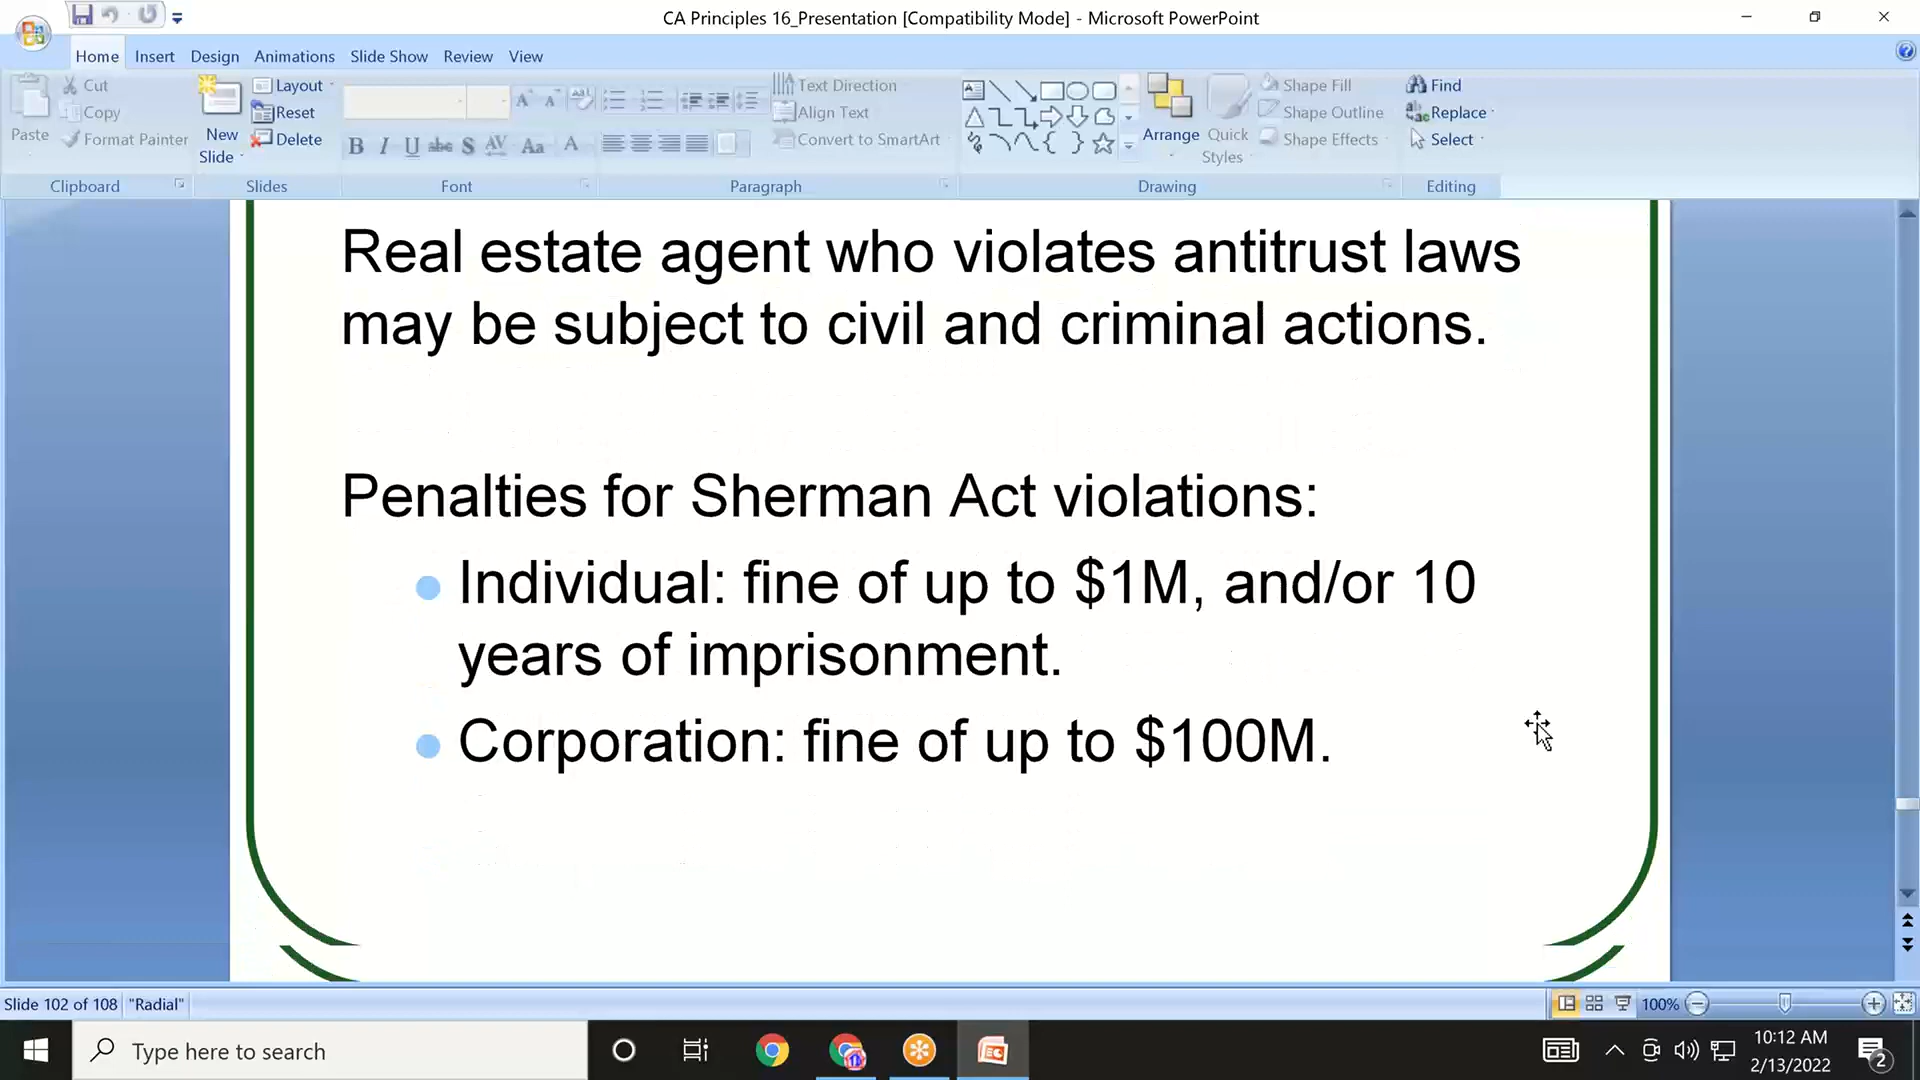 CA Principles 16_Presentation [Compatibility Mode] - Microsoft PowerPoint
Home Insert Design Animations Slide Show Review View
Paste
Cut
Copy
Format Painter
Clipboard
New
Slide
Layout
Reset
Delete
Slides
B I U abc S AV Aa A
Font
Text Direction
Align Text
Convert to SmartArt
Paragraph
Arrange
Quick
Styles
Shape Fill
Shape Outline
Shape Effects
Drawing
Find
Replace
Select
Editing
Real estate agent who violates antitrust laws
may be subject to civil and criminal actions.
Penalties for Sherman Act violations:
Individual: fine of up to $1M, and/or 10
years of imprisonment.
Corporation: fine of up to $100M.
Slide 102 of 108 "Radial" 100%
Type here to search
10:12 AM
2/13/2022
2